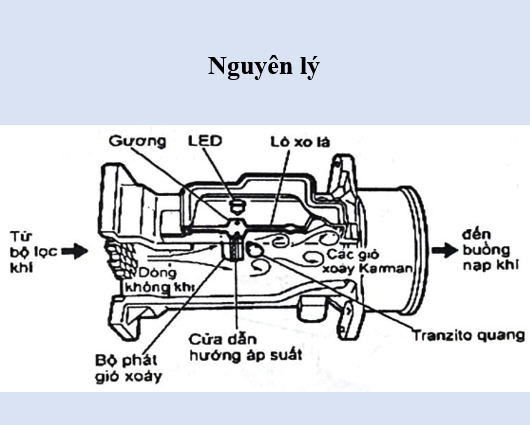 Nguyên lý
Gương
LED
Lò xo lá
Từ
bộ lọc
khí
Dòng
không khí
Các gió
xoáy Karman
đến
buồng
nạp khí
Bộ phát
gió xoáy
Cửa dẫn
hướng áp suất
Tranzito quang